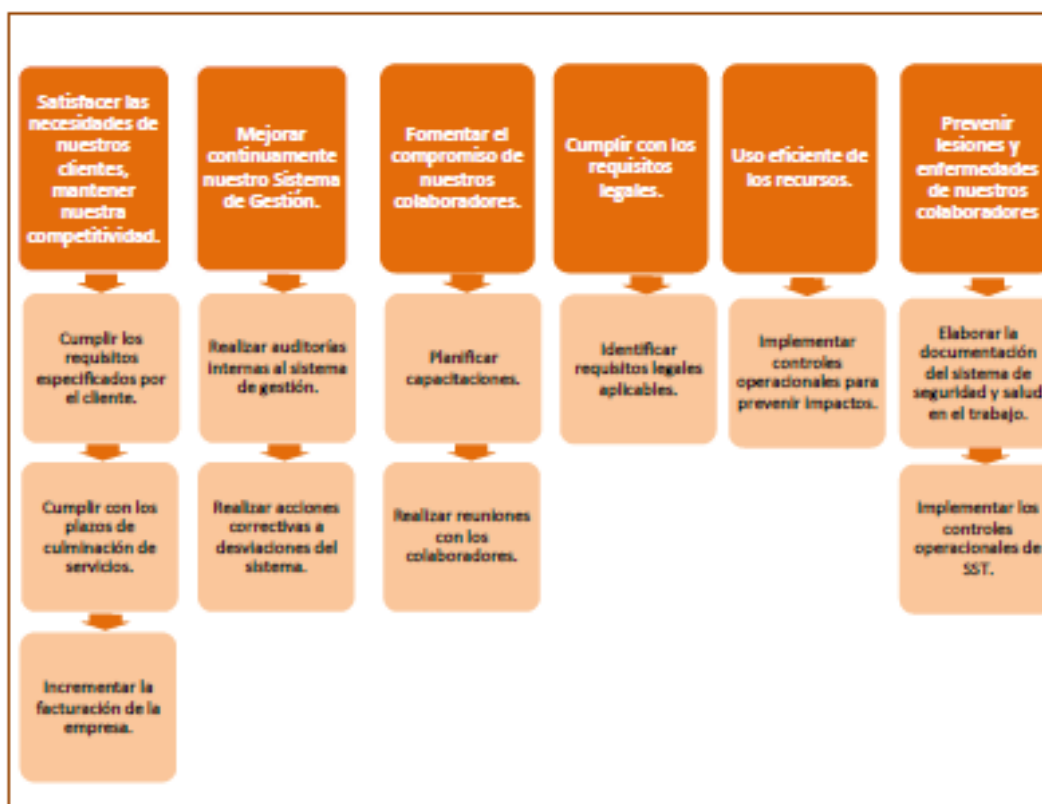 Satisfacer las
necesidades de
nuestros
clientes,
mantener
nuestra
competitividad.
Cumplir los
requisitos
especificados por
el cliente.
Cumplir con los
plazos de
culminación de
servicios.
Incrementar la
facturación de la
empresa.
Mejorar
continuamente
nuestro Sistema
de Gestión.
Realizar auditorías
internas al sistema
de gestión.
Realizar acciones
correctivas a
desviaciones del
sistema.
Fomentar el
compromiso de
nuestros
colaboradores.
Planificar
capacitaciones.
Realizar reuniones
con los
colaboradores.
Cumplir con los
requisitos
legales.
Identificar
requisitos legales
aplicables.
Uso eficiente de
los recursos.
Implementar
controles
operacionales para
prevenir impactos.
Prevenir
lesiones y
enfermedades
de nuestros
colaboradores
Elaborar la
documentación
del sistema de
seguridad y salud
en el trabajo.
Implementar los
controles
operacionales de
SST.